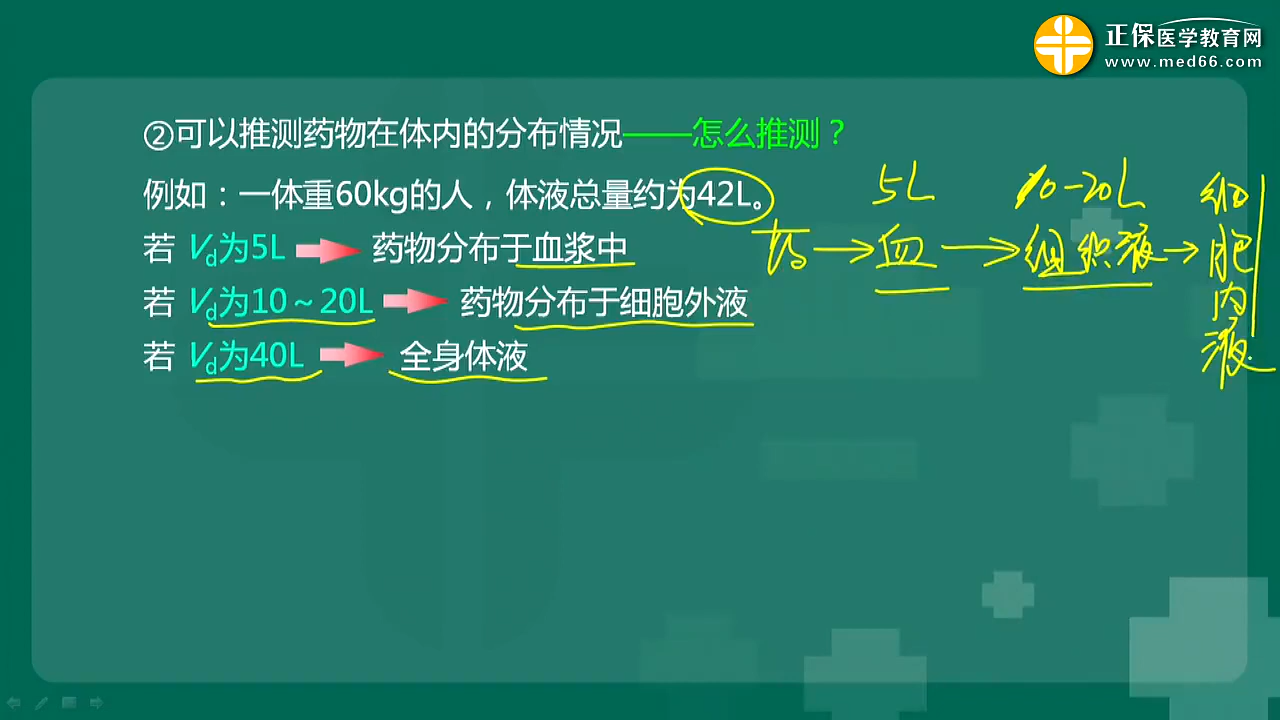 正保医学教育网
www.med66.com
②可以推测药物在体内的分布情况——怎么推测？
例如：一体重60kg的人，体液总量约为42L。
若 Vd为5L 药物分布于血浆中
若 Vd为10～20L 药物分布于细胞外液
若 Vd为40L 全身体液
5L 10-20L
药→血→组织液→细胞内液